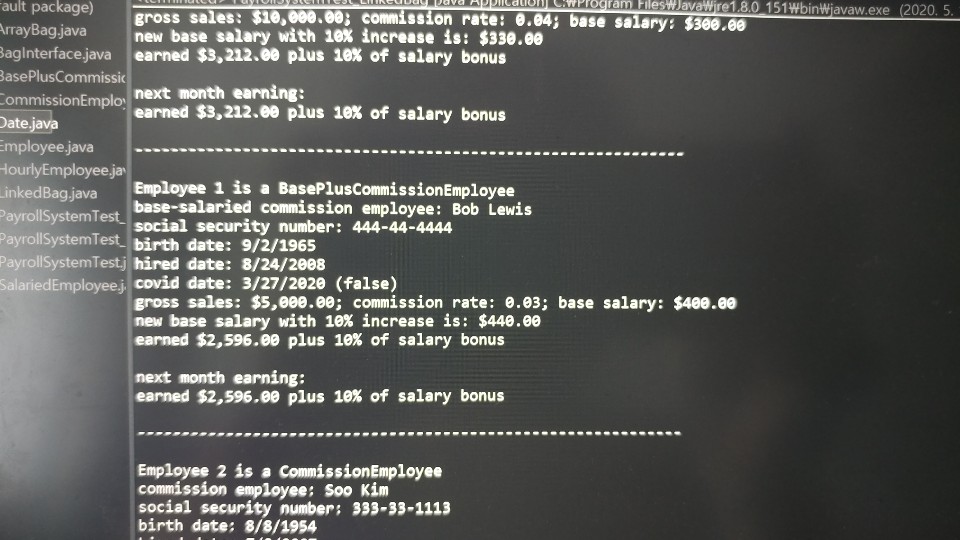 <terminated> PayrollSystemTest_LinkedBag [Java Application] C:₩Program Files₩Java₩jre1.8.0_151₩bin₩javaw.exe (2020. 5.
fault package)
ArrayBag.java
BagInterface.java
BasePlusCommissic
CommissionEmploy
Date.java
Employee.java
HourlyEmployee.jav
LinkedBag.java
PayrollSystemTest_
PayrollSystemTest_
PayrollSystemTest.j
SalariedEmployee.j
gross sales: $10,000.00; commission rate: 0.04; base salary: $300.00
new base salary with 10% increase is: $330.00
earned $3,212.00 plus 10% of salary bonus
next month earning:
earned $3,212.00 plus 10% of salary bonus
----------------------------------------------------------------------
Employee 1 is a BasePlusCommissionEmployee
base-salaried commission employee: Bob Lewis
social security number: 444-44-4444
birth date: 9/2/1965
hired date: 8/24/2008
covid date: 3/27/2020 (false)
gross sales: $5,000.00; commission rate: 0.03; base salary: $400.00
new base salary with 10% increase is: $440.00
earned $2,596.00 plus 10% of salary bonus
next month earning:
earned $2,596.00 plus 10% of salary bonus
----------------------------------------------------------------------
Employee 2 is a CommissionEmployee
commission employee: Soo Kim
social security number: 333-33-1113
birth date: 8/8/1954